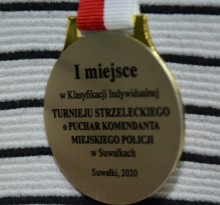 I miejsce
w Klasyfikacji Indywidualnej
TURNIEJU STRZELECKIEGO
o PUCHAR KOMENDANTA
MIEJSKIEGO POLICJI
w Suwałkach
Suwałki, 2020